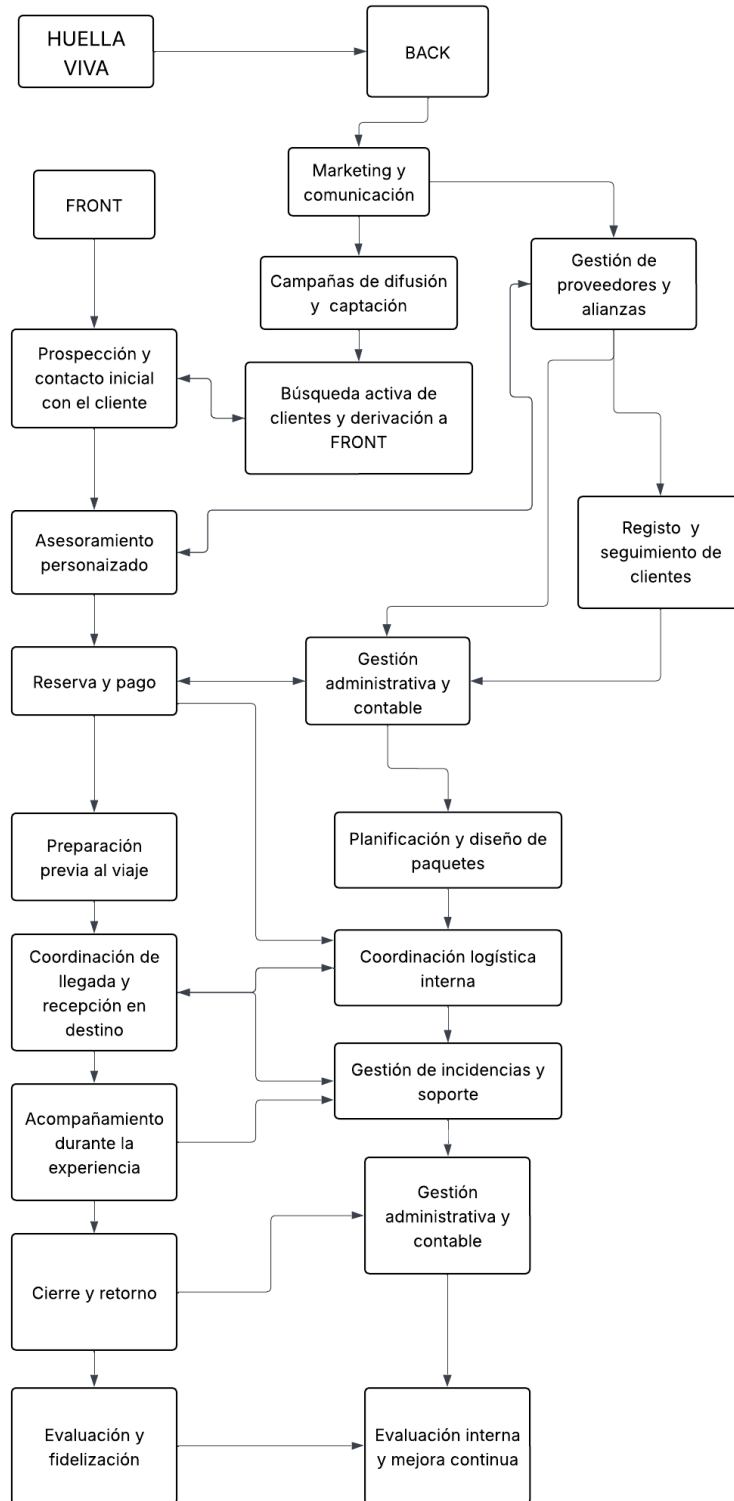 HUELLA
VIVA
BACK
Marketing y
comunicación
FRONT
Gestión de
proveedores y
alianzas
Campañas de difusión
y captación
Prospección y
contacto inicial
con el cliente
Búsqueda activa de
clientes y derivación a
FRONT
Asesoramiento
personaizado
Registo y
seguimiento de
clientes
Reserva y pago
Gestión
administrativa y
contable
Preparación
previa al viaje
Planificación y diseño de
paquetes
Coordinación de
llegada y
recepción en
destino
Coordinación logística
interna
Gestión de incidencias y
soporte
Acompañamiento
durante la
experiencia
Gestión
administrativa y
contable
Cierre y retorno
Evaluación y
fidelización
Evaluación interna
y mejora continua